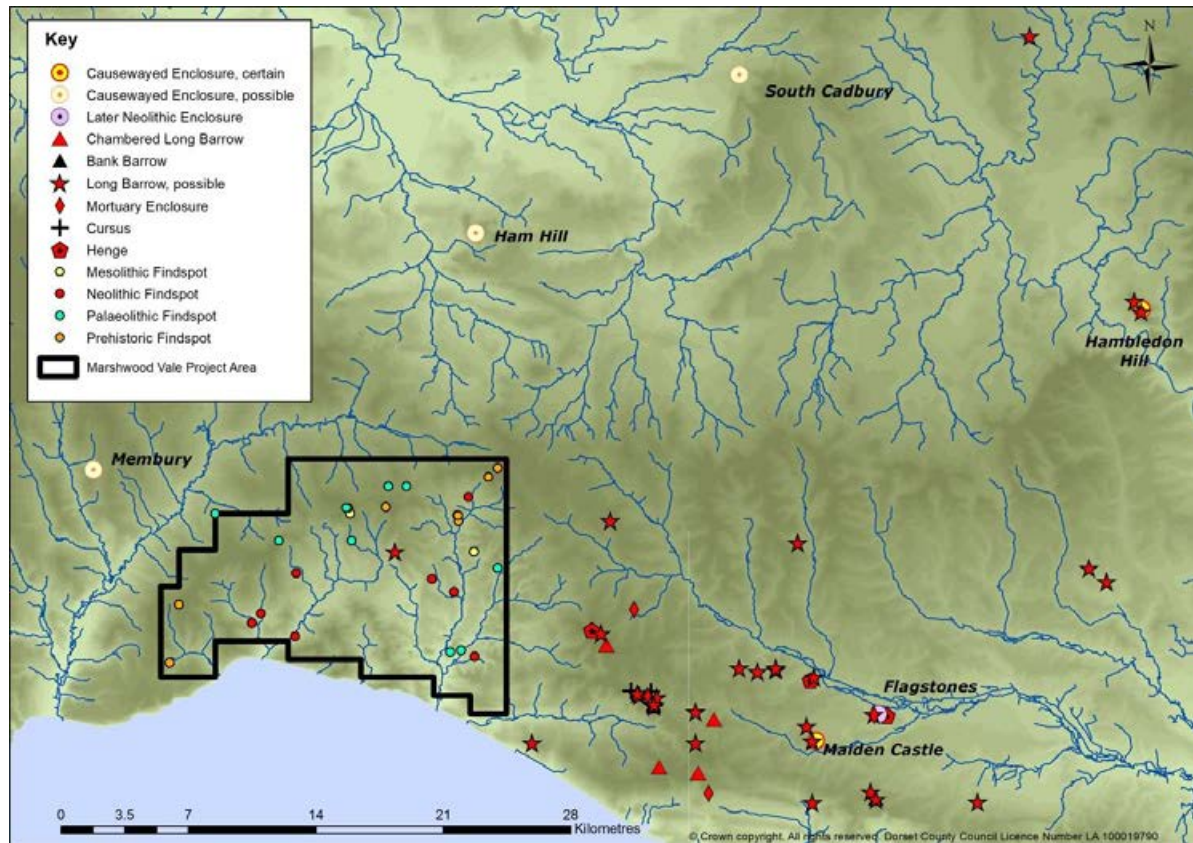 Key
Causewayed Enclosure, certain
Causewayed Enclosure, possible
Later Neolithic Enclosure
Chambered Long Barrow
Bank Barrow
Long Barrow, possible
Mortuary Enclosure
Cursus
Henge
Mesolithic Findspot
Neolithic Findspot
Palaeolithic Findspot
Prehistoric Findspot
Marshwood Vale Project Area
N
South Cadbury
Ham Hill
Hambledon
Hill
Membury
Flagstones
Maiden Castle
0 3.5 7 14 21 28
Kilometres
© Crown copyright. All rights reserved. Dorset County Council Licence Number LA 100019790